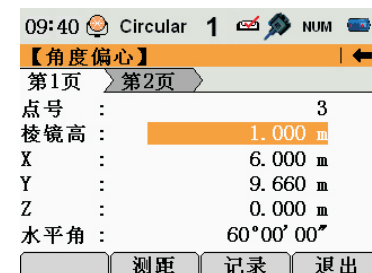 09:40 Circular 1 NUM
【角度偏心】
第1页 第2页
点号 : 3
棱镜高 : 1.000 m
X : 6.000 m
Y : 9.660 m
Z : 0.000 m
水平角 : 60°00′00″
测距 记录 退出